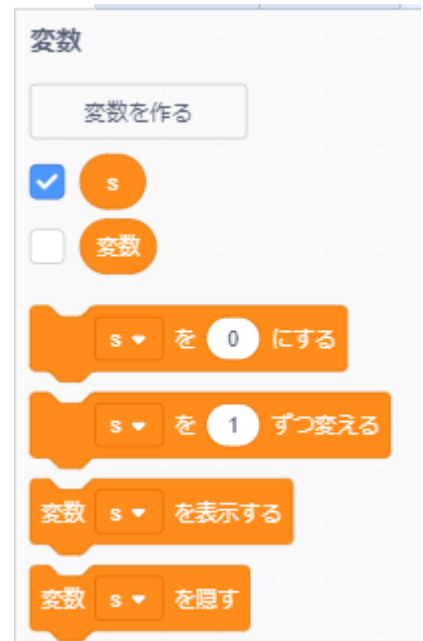 変数
変数を作る
s
変数
s を 0 にする
s を 1 ずつ変える
変数 s を表示する
変数 s を隠す